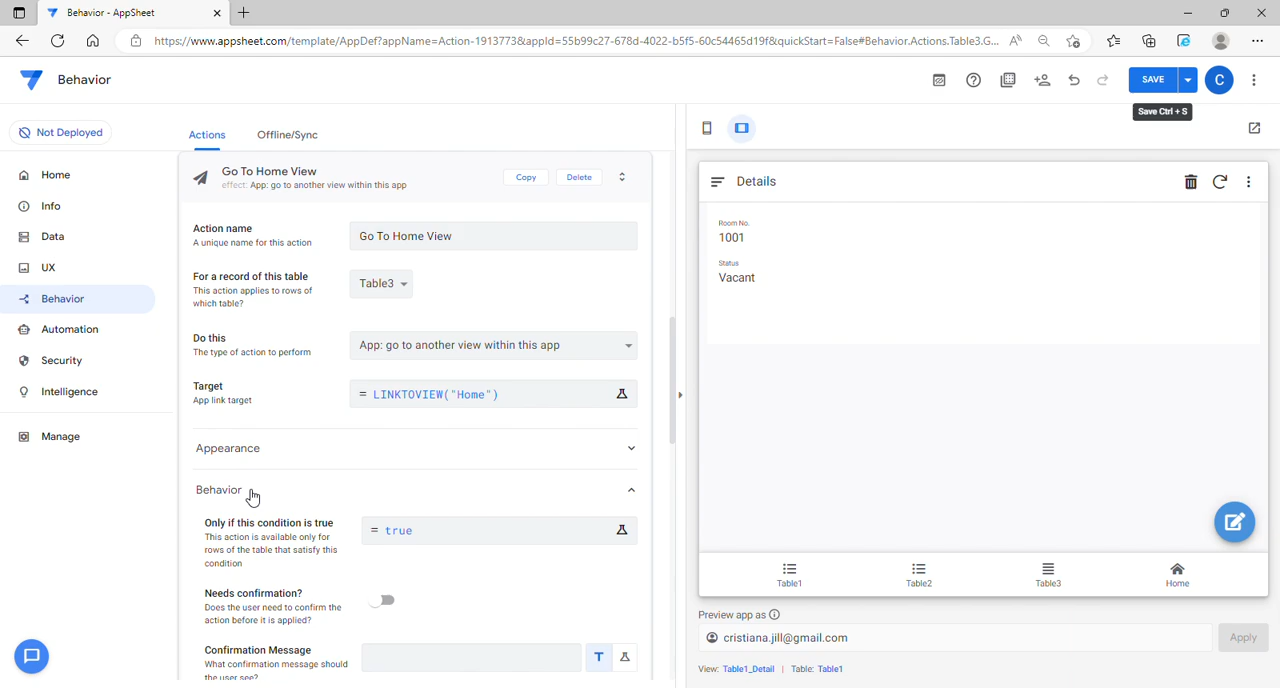 Behavior - AppSheet
https://www.appsheet.com/template/AppDef?appName=Action-1913773&appId=55b99c27-678d-4022-b5f5-60c54465d19f&quickStart=False#Behavior.Actions.Table3.G...
Behavior
SAVE
C
Save Ctrl + S
Not Deployed
Home
Info
Data
UX
Behavior
Automation
Security
Intelligence
Manage
Actions
Offline/Sync
Go To Home View
effect: App: go to another view within this app
Copy
Delete
Action name
A unique name for this action
Go To Home View
For a record of this table
This action applies to rows of
which table?
Table3
Do this
The type of action to perform
App: go to another view within this app
Target
App link target
= LINKTOVIEW("Home")
Appearance
Behavior
Only if this condition is true
This action is available only for
rows of the table that satisfy this
condition
= true
Needs confirmation?
Does the user need to confirm the
action before it is applied?
Confirmation Message
What confirmation message should
the user see?
T
Details
Room No.
1001
Status
Vacant
Table1
Table2
Table3
Home
Preview app as
cristiana.jill@gmail.com
Apply
View: Table1_Detail | Table: Table1